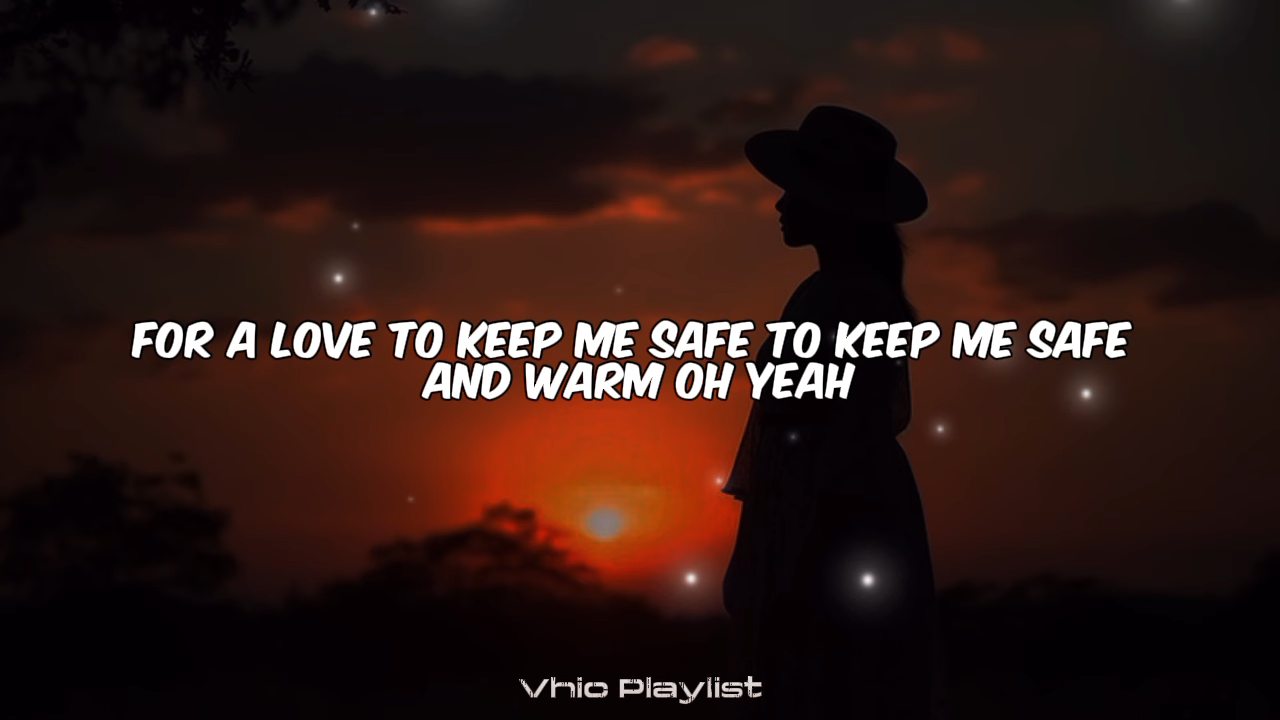 FOR A LOVE TO KEEP ME SAFE TO KEEP ME SAFE
AND WARM OH YEAH
Vhio Playlist